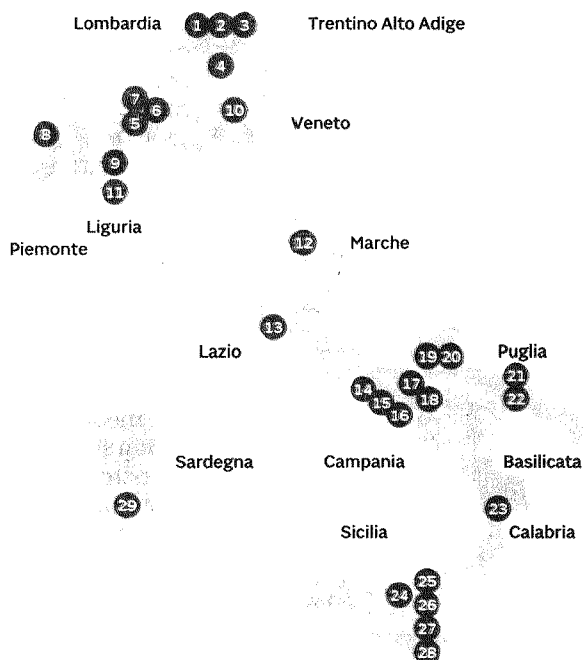 Lombardia 1 2 3 Trentino Alto Adige
4
7
6
10
5
Veneto
8
9
11
Liguria
Piemonte
12 Marche
13
Lazio
19 20 Puglia
21
17
14
18
22
15
16
Sardegna Campania Basilicata
29
23
Sicilia Calabria
25
24
26
27
28